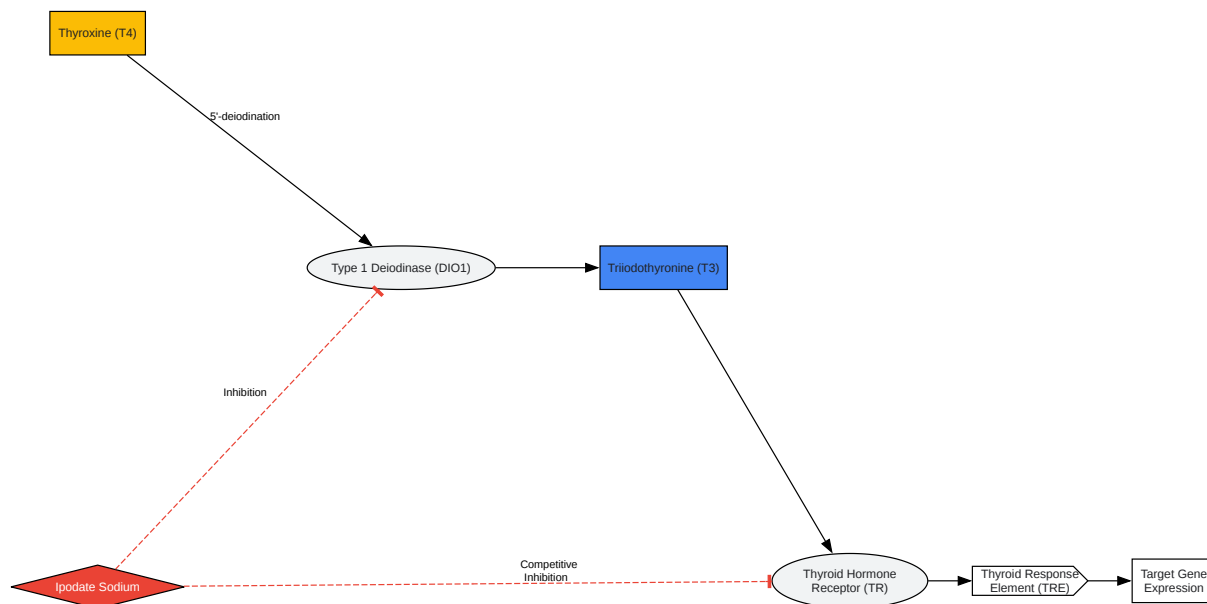 Thyroxine (T4)
5'-deiodination
Type 1 Deiodinase (DIO1)
Triiodothyronine (T3)
Inhibition
Ipodate Sodium
Competitive
Inhibition
Thyroid Hormone
Receptor (TR)
Thyroid Response
Element (TRE)
Target Gene
Expression